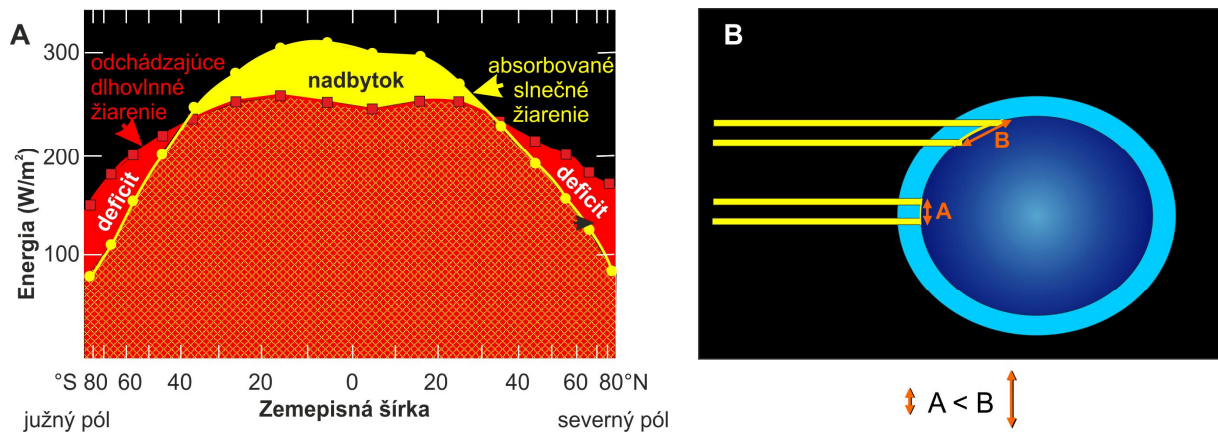 A
300
200
100
Energia (W/m²)
odchádzajúce
dlhovlnné
žiarenie
nadbytok
absorbované
slnečné
žiarenie
deficit
deficit
°S 80 60 40 20 0 20 40 60 80°N
južný pól
Zemepisná šírka
severný pól
B
B
A
A < B